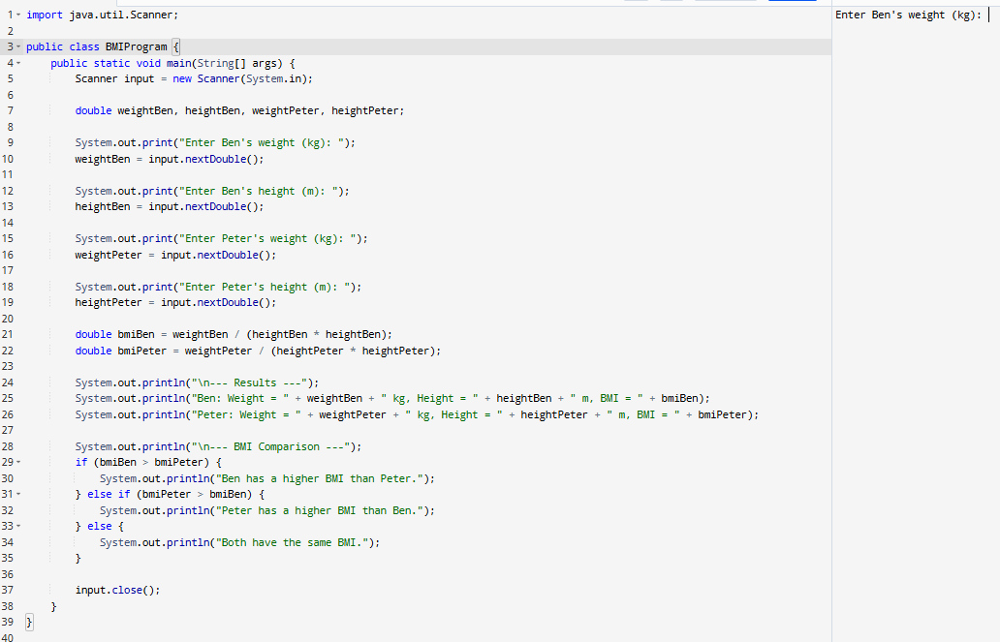 1 import java.util.Scanner;
2
3 public class BMIProgram {
4     public static void main(String[] args) {
5         Scanner input = new Scanner(System.in);
6
7         double weightBen, heightBen, weightPeter, heightPeter;
8
9         System.out.print("Enter Ben's weight (kg): ");
10         weightBen = input.nextDouble();
11
12         System.out.print("Enter Ben's height (m): ");
13         heightBen = input.nextDouble();
14
15         System.out.print("Enter Peter's weight (kg): ");
16         weightPeter = input.nextDouble();
17
18         System.out.print("Enter Peter's height (m): ");
19         heightPeter = input.nextDouble();
20
21         double bmiBen = weightBen / (heightBen * heightBen);
22         double bmiPeter = weightPeter / (heightPeter * heightPeter);
23
24         System.out.println("\n--- Results ---");
25         System.out.println("Ben: Weight = " + weightBen + " kg, Height = " + heightBen + " m, BMI = " + bmiBen);
26         System.out.println("Peter: Weight = " + weightPeter + " kg, Height = " + heightPeter + " m, BMI = " + bmiPeter);
27
28         System.out.println("\n--- BMI Comparison ---");
29         if (bmiBen > bmiPeter) {
30             System.out.println("Ben has a higher BMI than Peter.");
31         } else if (bmiPeter > bmiBen) {
32             System.out.println("Peter has a higher BMI than Ben.");
33         } else {
34             System.out.println("Both have the same BMI.");
35         }
36
37         input.close();
38     }
39 }
40
Enter Ben's weight (kg):